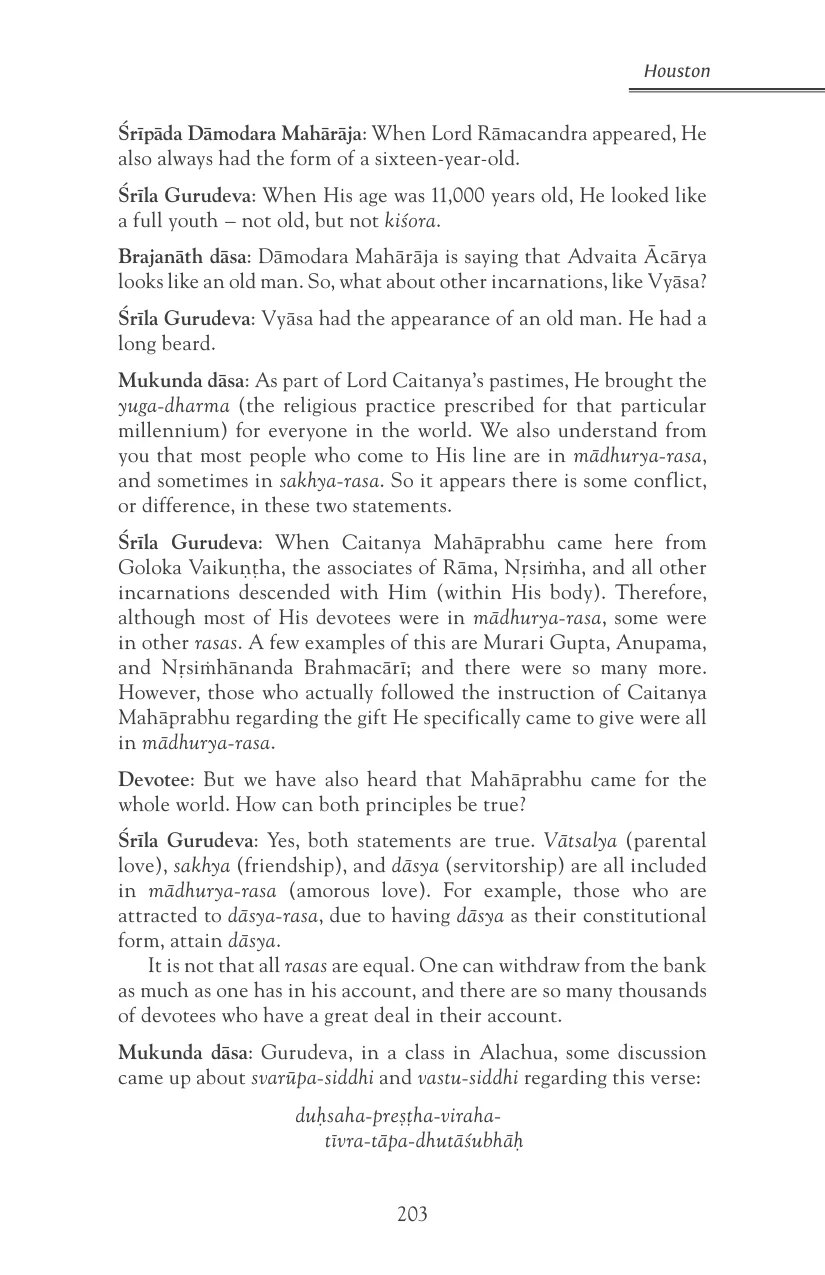 Houston
Śrīpāda Dāmodara Mahārāja: When Lord Rāmacandra appeared, He
also always had the form of a sixteen-year-old.
Śrīla Gurudeva: When His age was 11,000 years old, He looked like
a full youth – not old, but not kiśora.
Brajanāth dāsa: Dāmodara Mahārāja is saying that Advaita Ācārya
looks like an old man. So, what about other incarnations, like Vyāsa?
Śrīla Gurudeva: Vyāsa had the appearance of an old man. He had a
long beard.
Mukunda dāsa: As part of Lord Caitanya's pastimes, He brought the
yuga-dharma (the religious practice prescribed for that particular
millennium) for everyone in the world. We also understand from
you that most people who come to His line are in mādhurya-rasa,
and sometimes in sakhya-rasa. So it appears there is some conflict,
or difference, in these two statements.
Śrīla Gurudeva: When Caitanya Mahāprabhu came here from
Goloka Vaikuṇṭha, the associates of Rāma, Nṛsiṁha, and all other
incarnations descended with Him (within His body). Therefore,
although most of His devotees were in mādhurya-rasa, some were
in other rasas. A few examples of this are Murari Gupta, Anupama,
and Nṛsiṁhānanda Brahmacārī; and there were so many more.
However, those who actually followed the instruction of Caitanya
Mahāprabhu regarding the gift He specifically came to give were all
in mādhurya-rasa.
Devotee: But we have also heard that Mahāprabhu came for the
whole world. How can both principles be true?
Śrīla Gurudeva: Yes, both statements are true. Vātsalya (parental
love), sakhya (friendship), and dāsya (servitorship) are all included
in mādhurya-rasa (amorous love). For example, those who are
attracted to dāsya-rasa, due to having dāsya as their constitutional
form, attain dāsya.
It is not that all rasas are equal. One can withdraw from the bank
as much as one has in his account, and there are so many thousands
of devotees who have a great deal in their account.
Mukunda dāsa: Gurudeva, in a class in Alachua, some discussion
came up about svarūpa-siddhi and vastu-siddhi regarding this verse:
duḥsaha-preṣṭha-viraha-
tīvra-tāpa-dhutāśubhāḥ
203